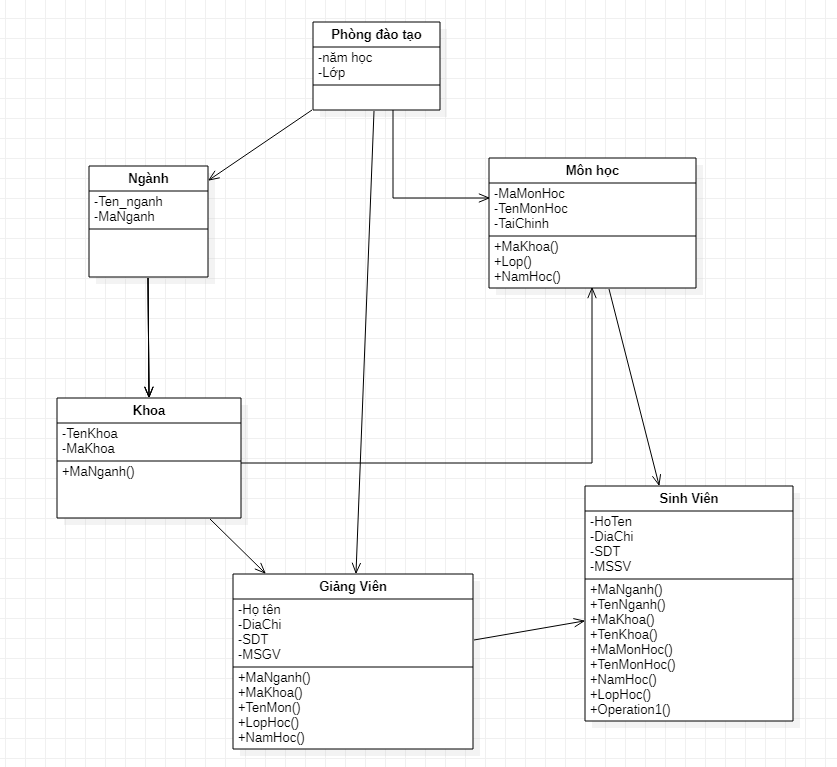 Phòng đào tạo
-năm học
-Lớp
Ngành
-Ten_nganh
-MaNganh
Môn học
-MaMonHoc
-TenMonHoc
-TaiChinh
+MaKhoa()
+Lop()
+NamHoc()
Khoa
-TenKhoa
-MaKhoa
+MaNganh()
Giảng Viên
-Họ tên
-DiaChi
-SDT
-MSGV
+MaNganh()
+MaKhoa()
+TenMon()
+LopHoc()
+NamHoc()
Sinh Viên
-HoTen
-DiaChi
-SDT
-MSSV
+MaNganh()
+TenNganh()
+MaKhoa()
+TenKhoa()
+MaMonHoc()
+TenMonHoc()
+NamHoc()
+LopHoc()
+Operation1()